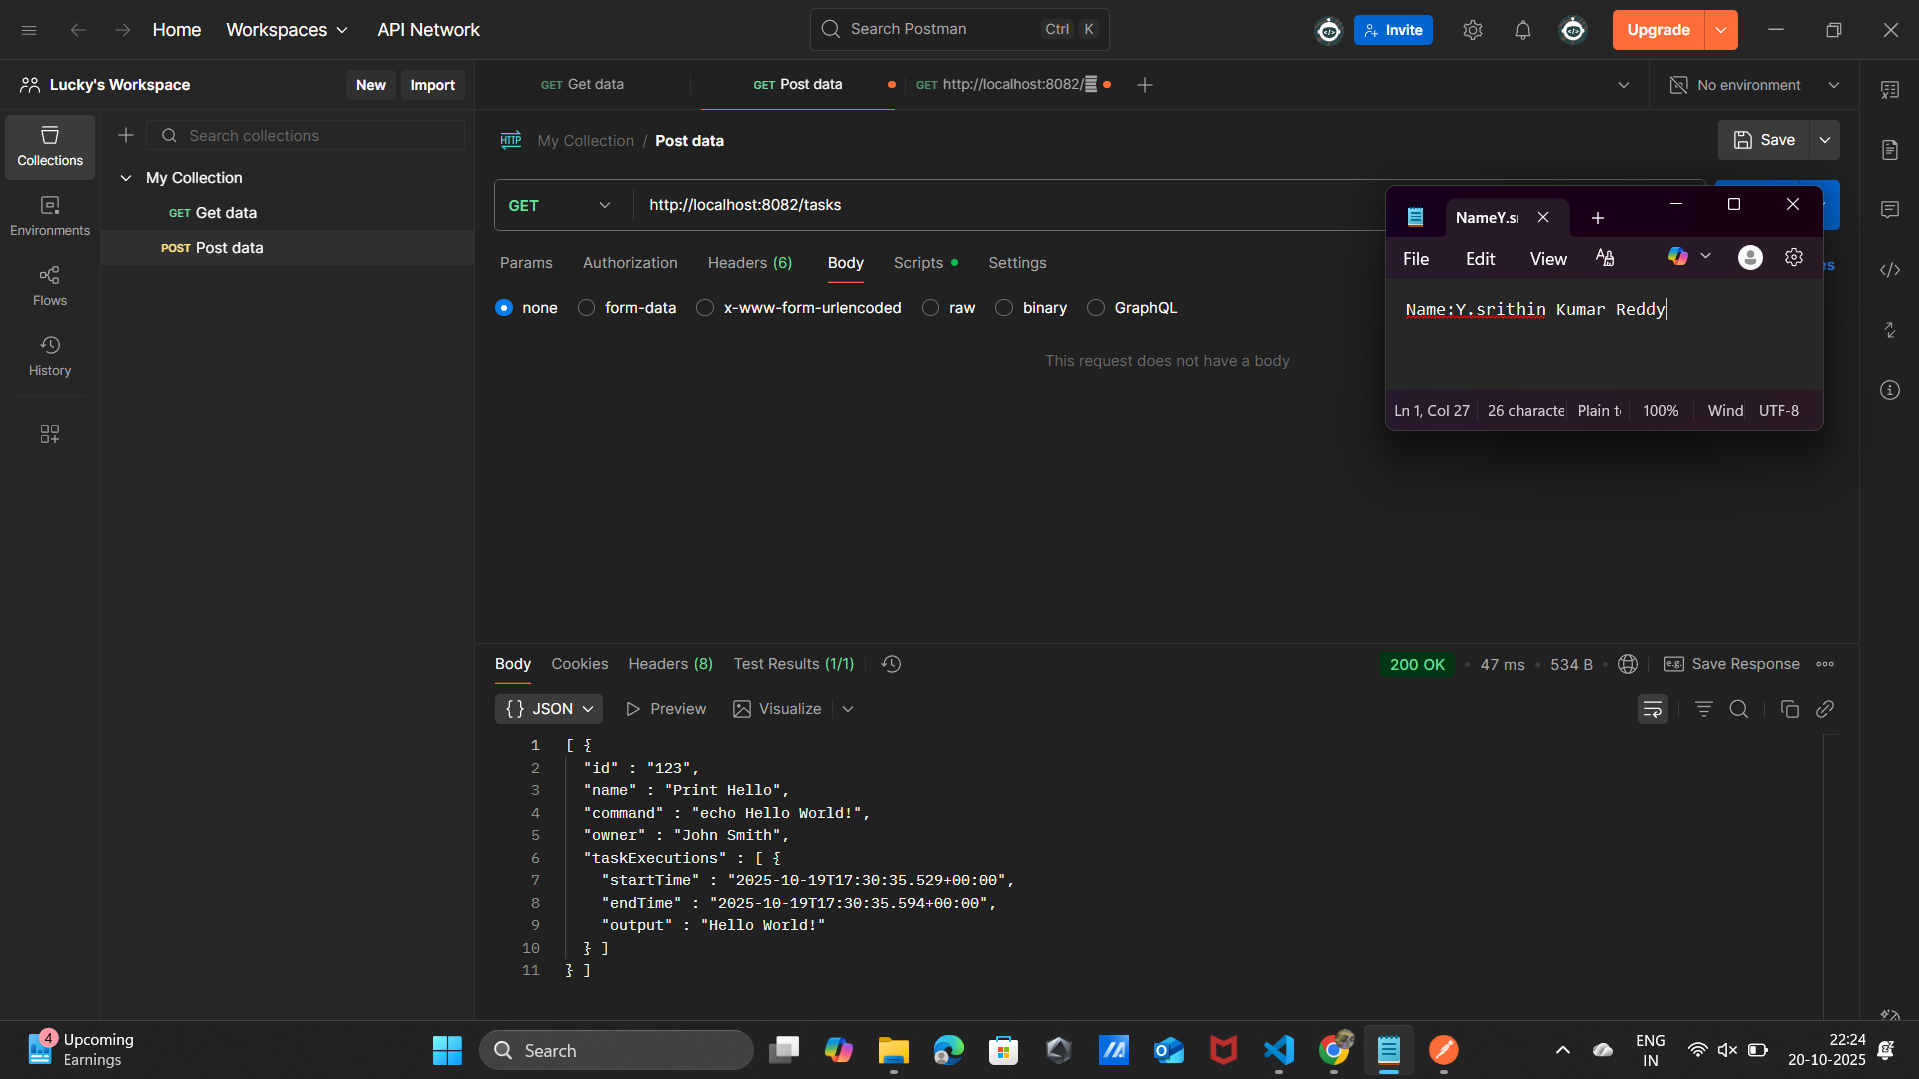 Home Workspaces API Network Search Postman Ctrl K Invite Upgrade
Lucky's Workspace New Import GET Get data GET Post data GET http://localhost:8082/ No environment
Collections
Search collections
My Collection / Post data Save
My Collection
GET Get data
POST Post data
Environments
Flows
History
GET http://localhost:8082/tasks
Params Authorization Headers (6) Body Scripts Settings
none form-data x-www-form-urlencoded raw binary GraphQL
This request does not have a body
NameY.s
File Edit View
Name:Y.srithin Kumar Reddy
Ln 1, Col 27 26 characte Plain t 100% Wind UTF-8
Body Cookies Headers (8) Test Results (1/1) 200 OK 47 ms 534 B e.g. Save Response
{} JSON Preview Visualize
1 [ {
2 "id" : "123",
3 "name" : "Print Hello",
4 "command" : "echo Hello World!",
5 "owner" : "John Smith",
6 "taskExecutions" : [ {
7 "startTime" : "2025-10-19T17:30:35.529+00:00",
8 "endTime" : "2025-10-19T17:30:35.594+00:00",
9 "output" : "Hello World!"
10 } ]
11 } ]
4 Upcoming
Earnings
Search
ENG
IN
22:24
20-10-2025